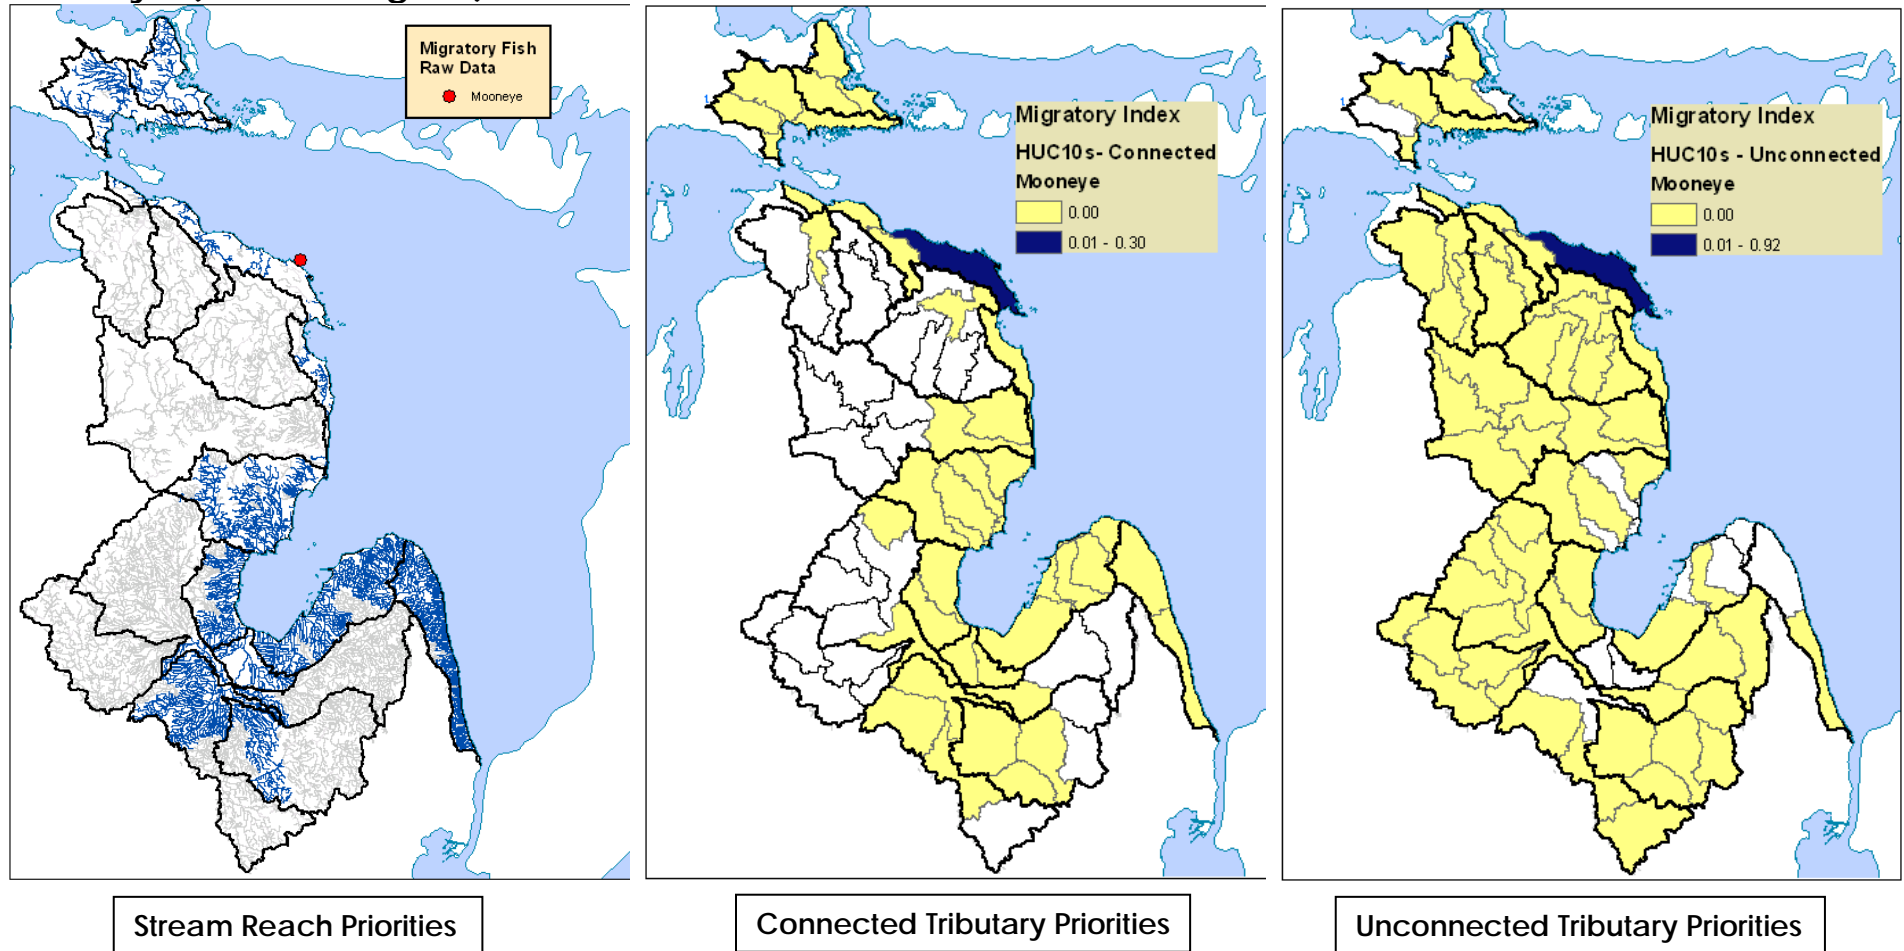 Migratory Fish
Raw Data
Mooneye
Migratory Index
HUC10s- Connected
Mooneye
0.00
0.01 - 0.30
Migratory Index
HUC10s - Unconnected
Mooneye
0.00
0.01 - 0.92
Stream Reach Priorities
Connected Tributary Priorities
Unconnected Tributary Priorities